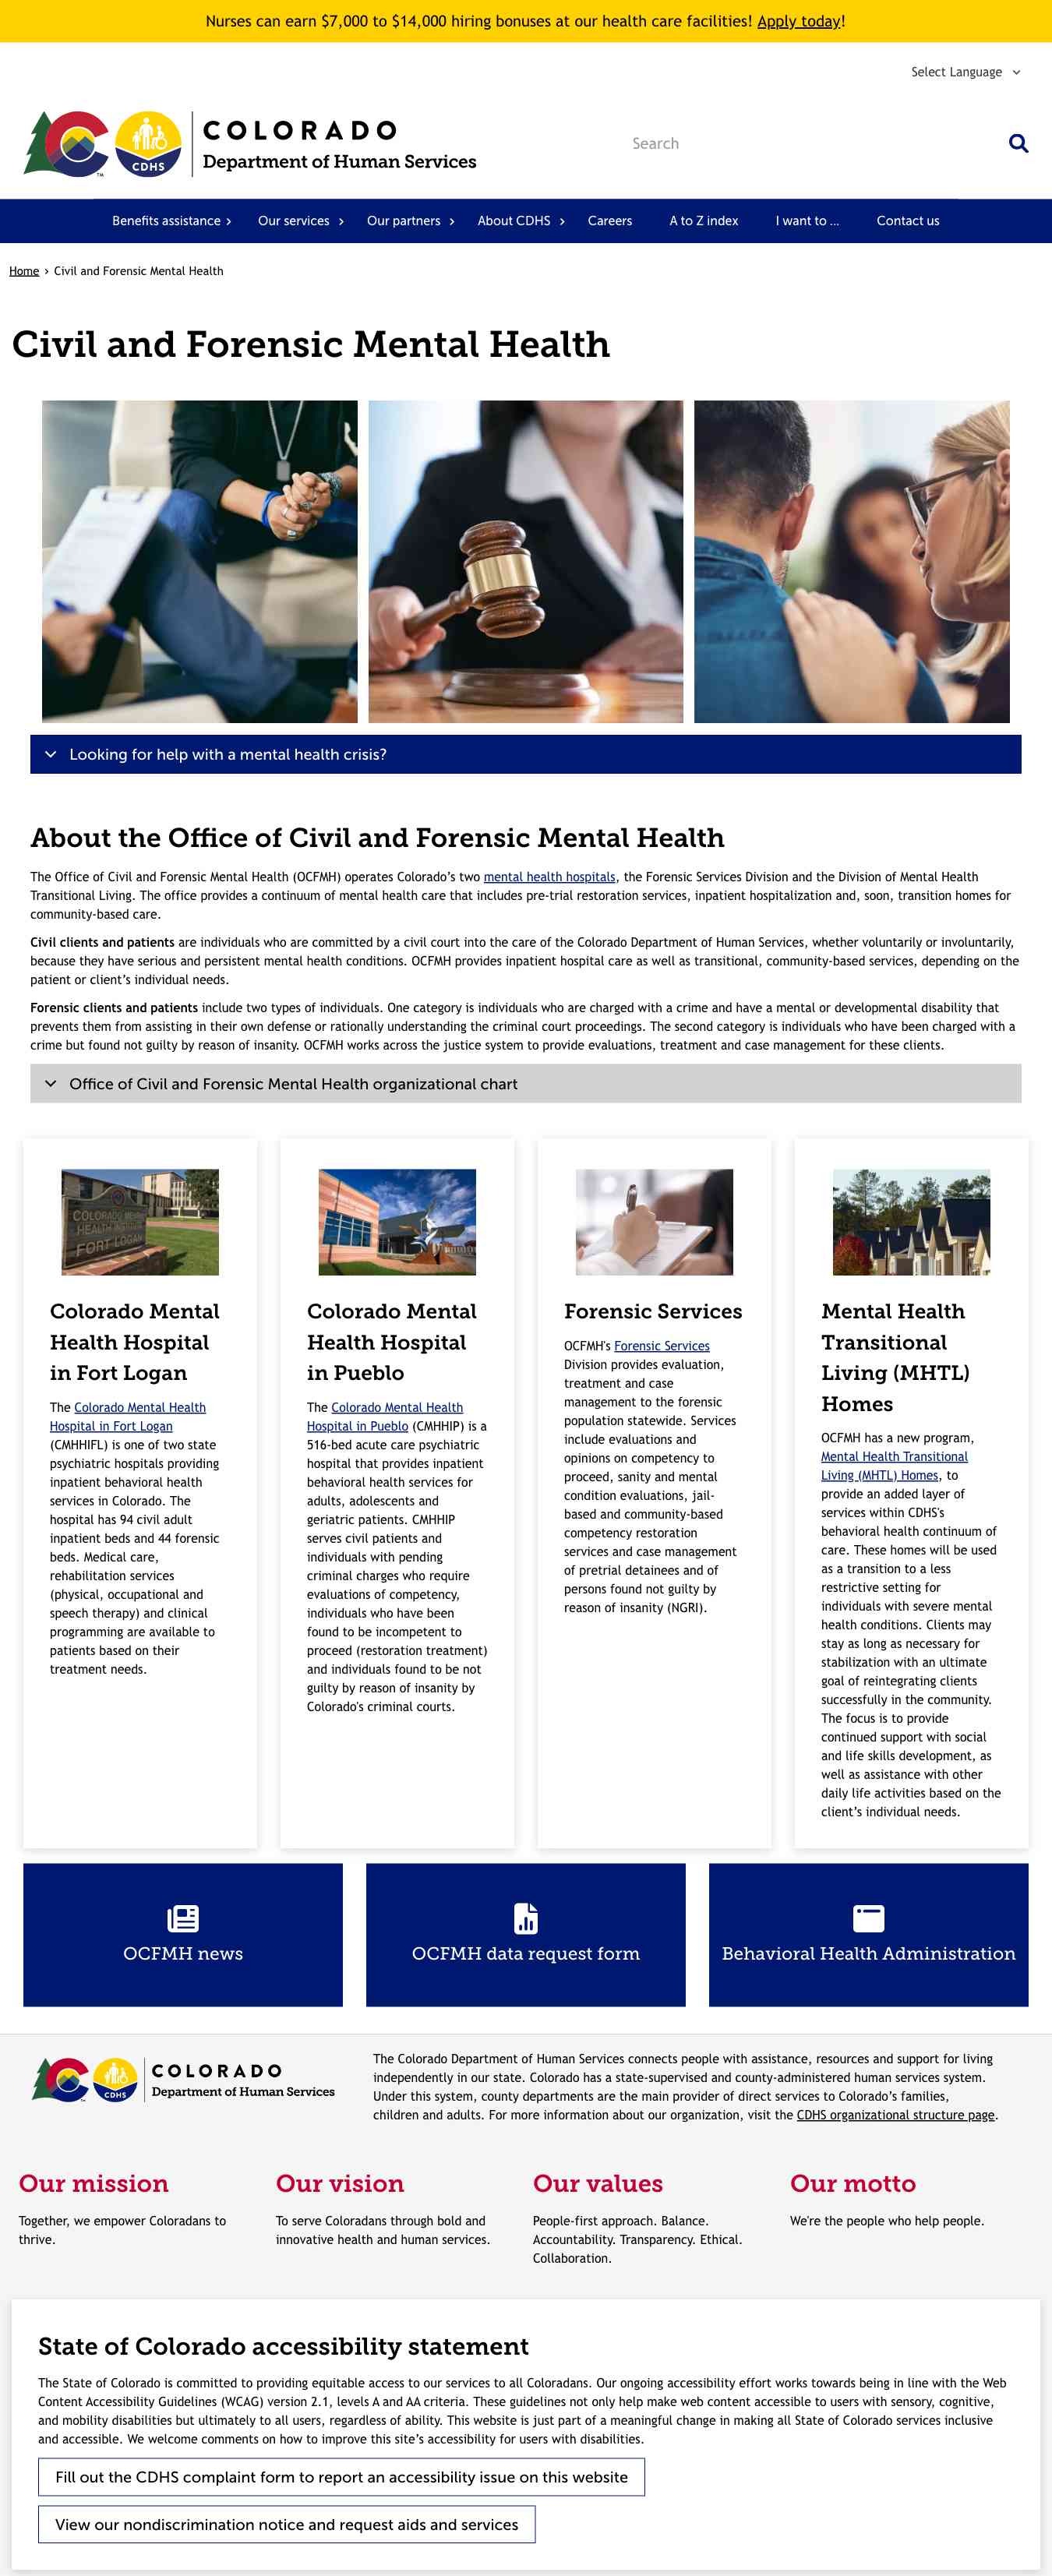 Nurses can earn $7,000 to $14,000 hiring bonuses at our health care facilities! Apply today!
Select Language
CDHS
TM
COLORADO
Department of Human Services
Search
Benefits assistance
Our services
Our partners
About CDHS
Careers
A to Z index
I want to ...
Contact us
Home › Civil and Forensic Mental Health
Civil and Forensic Mental Health
Looking for help with a mental health crisis?
About the Office of Civil and Forensic Mental Health
The Office of Civil and Forensic Mental Health (OCFMH) operates Colorado’s two mental health hospitals, the Forensic Services Division and the Division of Mental Health
Transitional Living. The office provides a continuum of mental health care that includes pre-trial restoration services, inpatient hospitalization and, soon, transition homes for
community-based care.
Civil clients and patients are individuals who are committed by a civil court into the care of the Colorado Department of Human Services, whether voluntarily or involuntarily,
because they have serious and persistent mental health conditions. OCFMH provides inpatient hospital care as well as transitional, community-based services, depending on the
patient or client’s individual needs.
Forensic clients and patients include two types of individuals. One category is individuals who are charged with a crime and have a mental or developmental disability that
prevents them from assisting in their own defense or rationally understanding the criminal court proceedings. The second category is individuals who have been charged with a
crime but found not guilty by reason of insanity. OCFMH works across the justice system to provide evaluations, treatment and case management for these clients.
Office of Civil and Forensic Mental Health organizational chart
COLORADO MENTAL
HEALTH
FORT LOGAN
Colorado Mental
Health Hospital
in Fort Logan
The Colorado Mental Health
Hospital in Fort Logan
(CMHHIFL) is one of two state
psychiatric hospitals providing
inpatient behavioral health
services in Colorado. The
hospital has 94 civil adult
inpatient beds and 44 forensic
beds. Medical care,
rehabilitation services
(physical, occupational and
speech therapy) and clinical
programming are available to
patients based on their
treatment needs.
Colorado Mental
Health Hospital
in Pueblo
The Colorado Mental Health
Hospital in Pueblo (CMHHIP) is a
516-bed acute care psychiatric
hospital that provides inpatient
behavioral health services for
adults, adolescents and
geriatric patients. CMHHIP
serves civil patients and
individuals with pending
criminal charges who require
evaluations of competency,
individuals who have been
found to be incompetent to
proceed (restoration treatment)
and individuals found to be not
guilty by reason of insanity by
Colorado's criminal courts.
Forensic Services
OCFMH's Forensic Services
Division provides evaluation,
treatment and case
management to the forensic
population statewide. Services
include evaluations and
opinions on competency to
proceed, sanity and mental
condition evaluations, jail-
based and community-based
competency restoration
services and case management
of pretrial detainees and of
persons found not guilty by
reason of insanity (NGRI).
Mental Health
Transitional
Living (MHTL)
Homes
OCFMH has a new program,
Mental Health Transitional
Living (MHTL) Homes, to
provide an added layer of
services within CDHS's
behavioral health continuum of
care. These homes will be used
as a transition to a less
restrictive setting for
individuals with severe mental
health conditions. Clients may
stay as long as necessary for
stabilization with an ultimate
goal of reintegrating clients
successfully in the community.
The focus is to provide
continued support with social
and life skills development, as
well as assistance with other
daily life activities based on the
client’s individual needs.
OCFMH news
OCFMH data request form
Behavioral Health Administration
CDHS
COLORADO
Department of Human Services
The Colorado Department of Human Services connects people with assistance, resources and support for living
independently in our state. Colorado has a state-supervised and county-administered human services system.
Under this system, county departments are the main provider of direct services to Colorado’s families,
children and adults. For more information about our organization, visit the CDHS organizational structure page.
Our mission
Together, we empower Coloradans to
thrive.
Our vision
To serve Coloradans through bold and
innovative health and human services.
Our values
People-first approach. Balance.
Accountability. Transparency. Ethical.
Collaboration.
Our motto
We're the people who help people.
State of Colorado accessibility statement
The State of Colorado is committed to providing equitable access to our services to all Coloradans. Our ongoing accessibility effort works towards being in line with the Web
Content Accessibility Guidelines (WCAG) version 2.1, levels A and AA criteria. These guidelines not only help make web content accessible to users with sensory, cognitive,
and mobility disabilities but ultimately to all users, regardless of ability. This website is just part of a meaningful change in making all State of Colorado services inclusive
and accessible. We welcome comments on how to improve this site’s accessibility for users with disabilities.
Fill out the CDHS complaint form to report an accessibility issue on this website
View our nondiscrimination notice and request aids and services